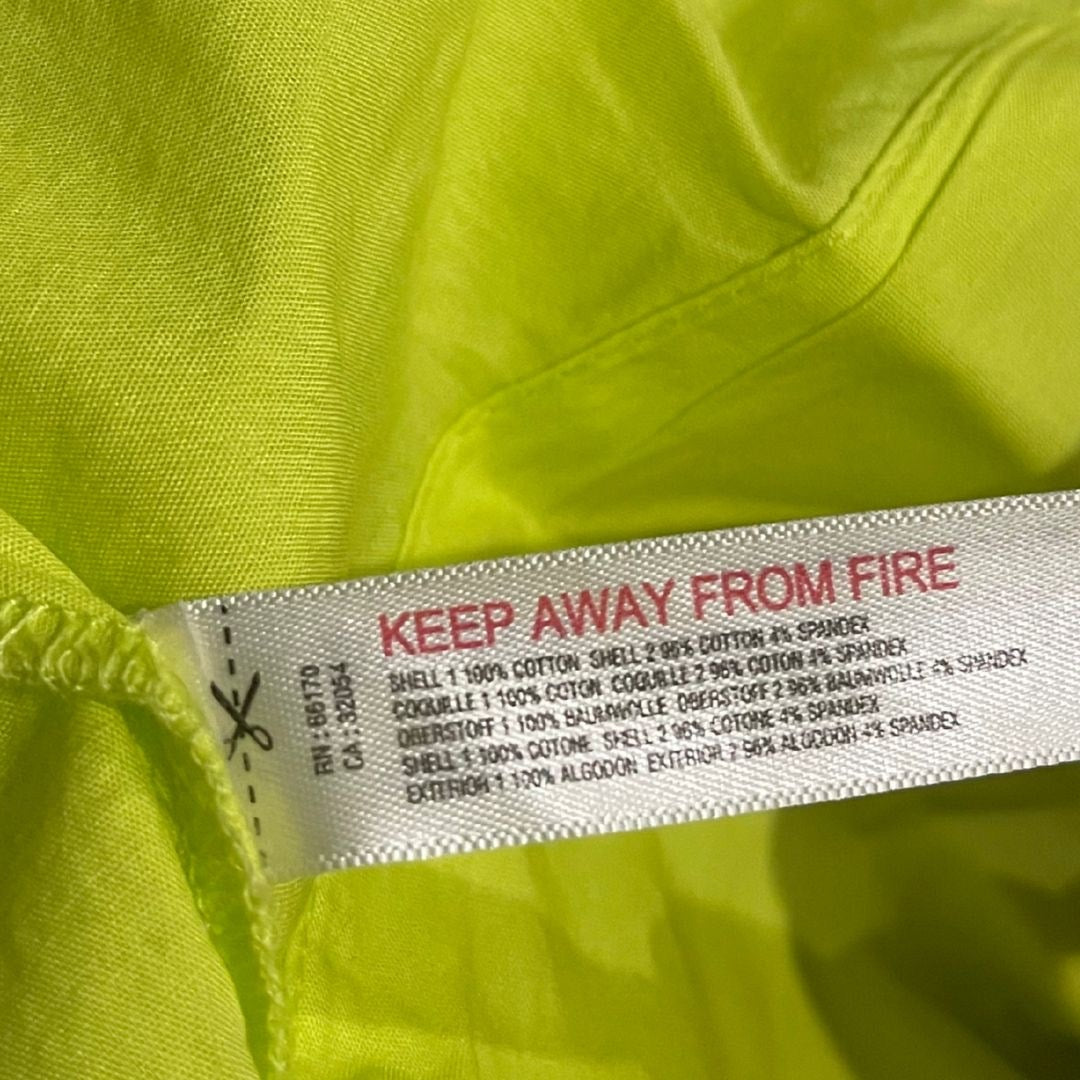 KEEP AWAY FROM FIRE
SHELL 1 100% COTTON SHELL 2 96% COTTON 4% SPANDEX
COQUILLE 1 100% COTON COQUILLE 2 96% COTON 4% SPANDEX
OBERSTOFF 1 100% BAUMWOLLE OBERSTOFF 2 96% BAUMWOLLE 4% SPANDEX
SHELL 1 100% COTONE SHELL 2 96% COTONE 4% SPANDEX
EXITRIOR 1 100% ALGODON EXITRIOR 2 96% ALGODON 4% SPANDEX
RN : 66170
CA : 32054